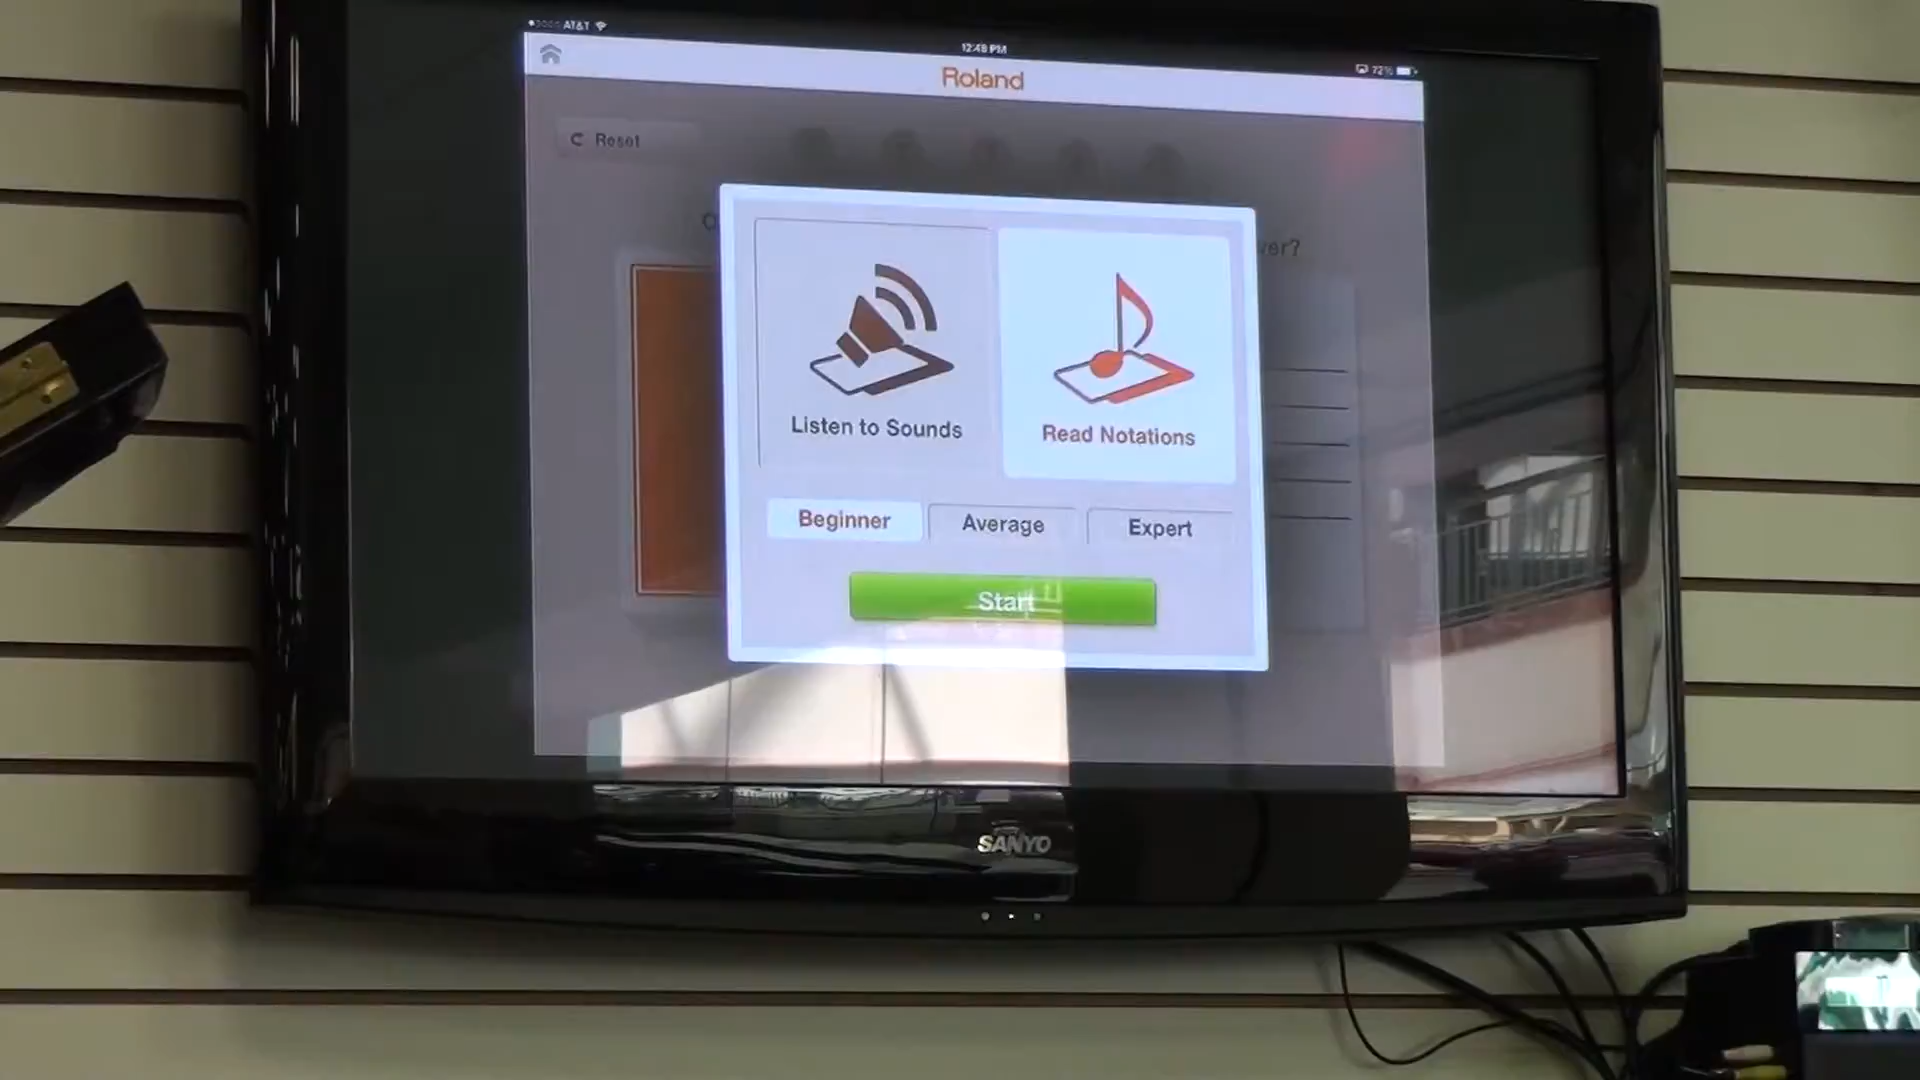 AT&T
12:48 PM
72%
Roland
Reset
Listen to Sounds
Read Notations
Beginner
Average
Expert
Start
SANYO